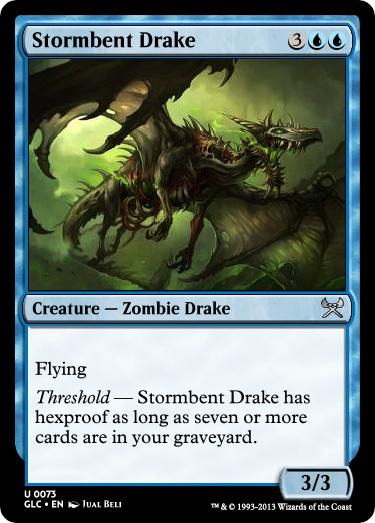 Stormbent Drake 3
Creature — Zombie Drake
Flying
Threshold — Stormbent Drake has
hexproof as long as seven or more
cards are in your graveyard.
3/3
U 0073
GLC • EN Jual Beli
™ & © 1993-2013 Wizards of the Coast